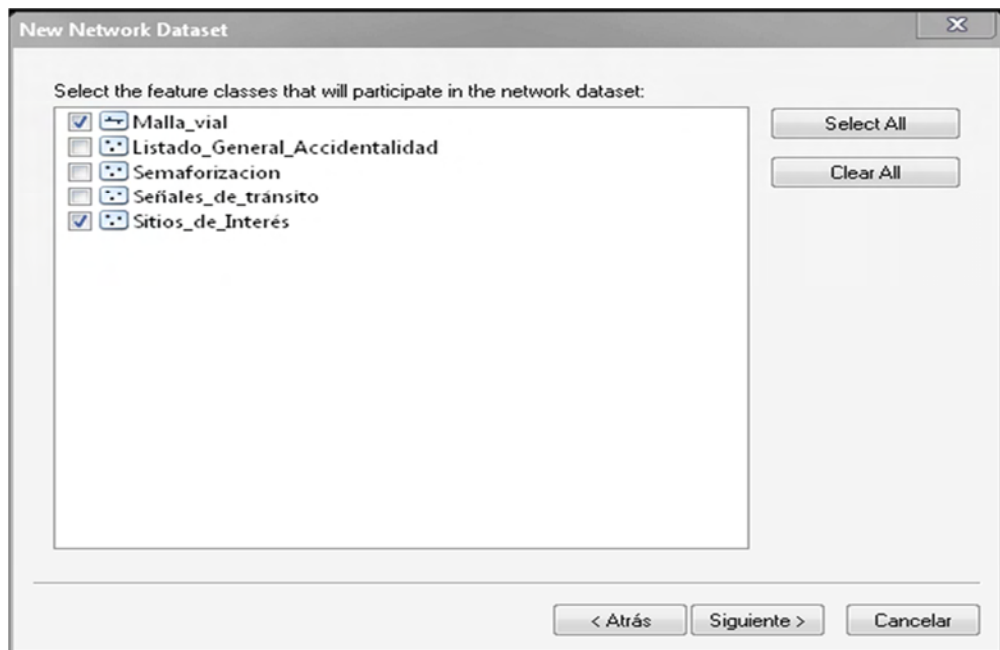 New Network Dataset
Select the feature classes that will participate in the network dataset:
Malla_vial
Listado_General_Accidentalidad
Semaforizacion
Señales_de_tránsito
Sitios_de_Interés
Select All
Clear All
< Atrás
Siguiente >
Cancelar